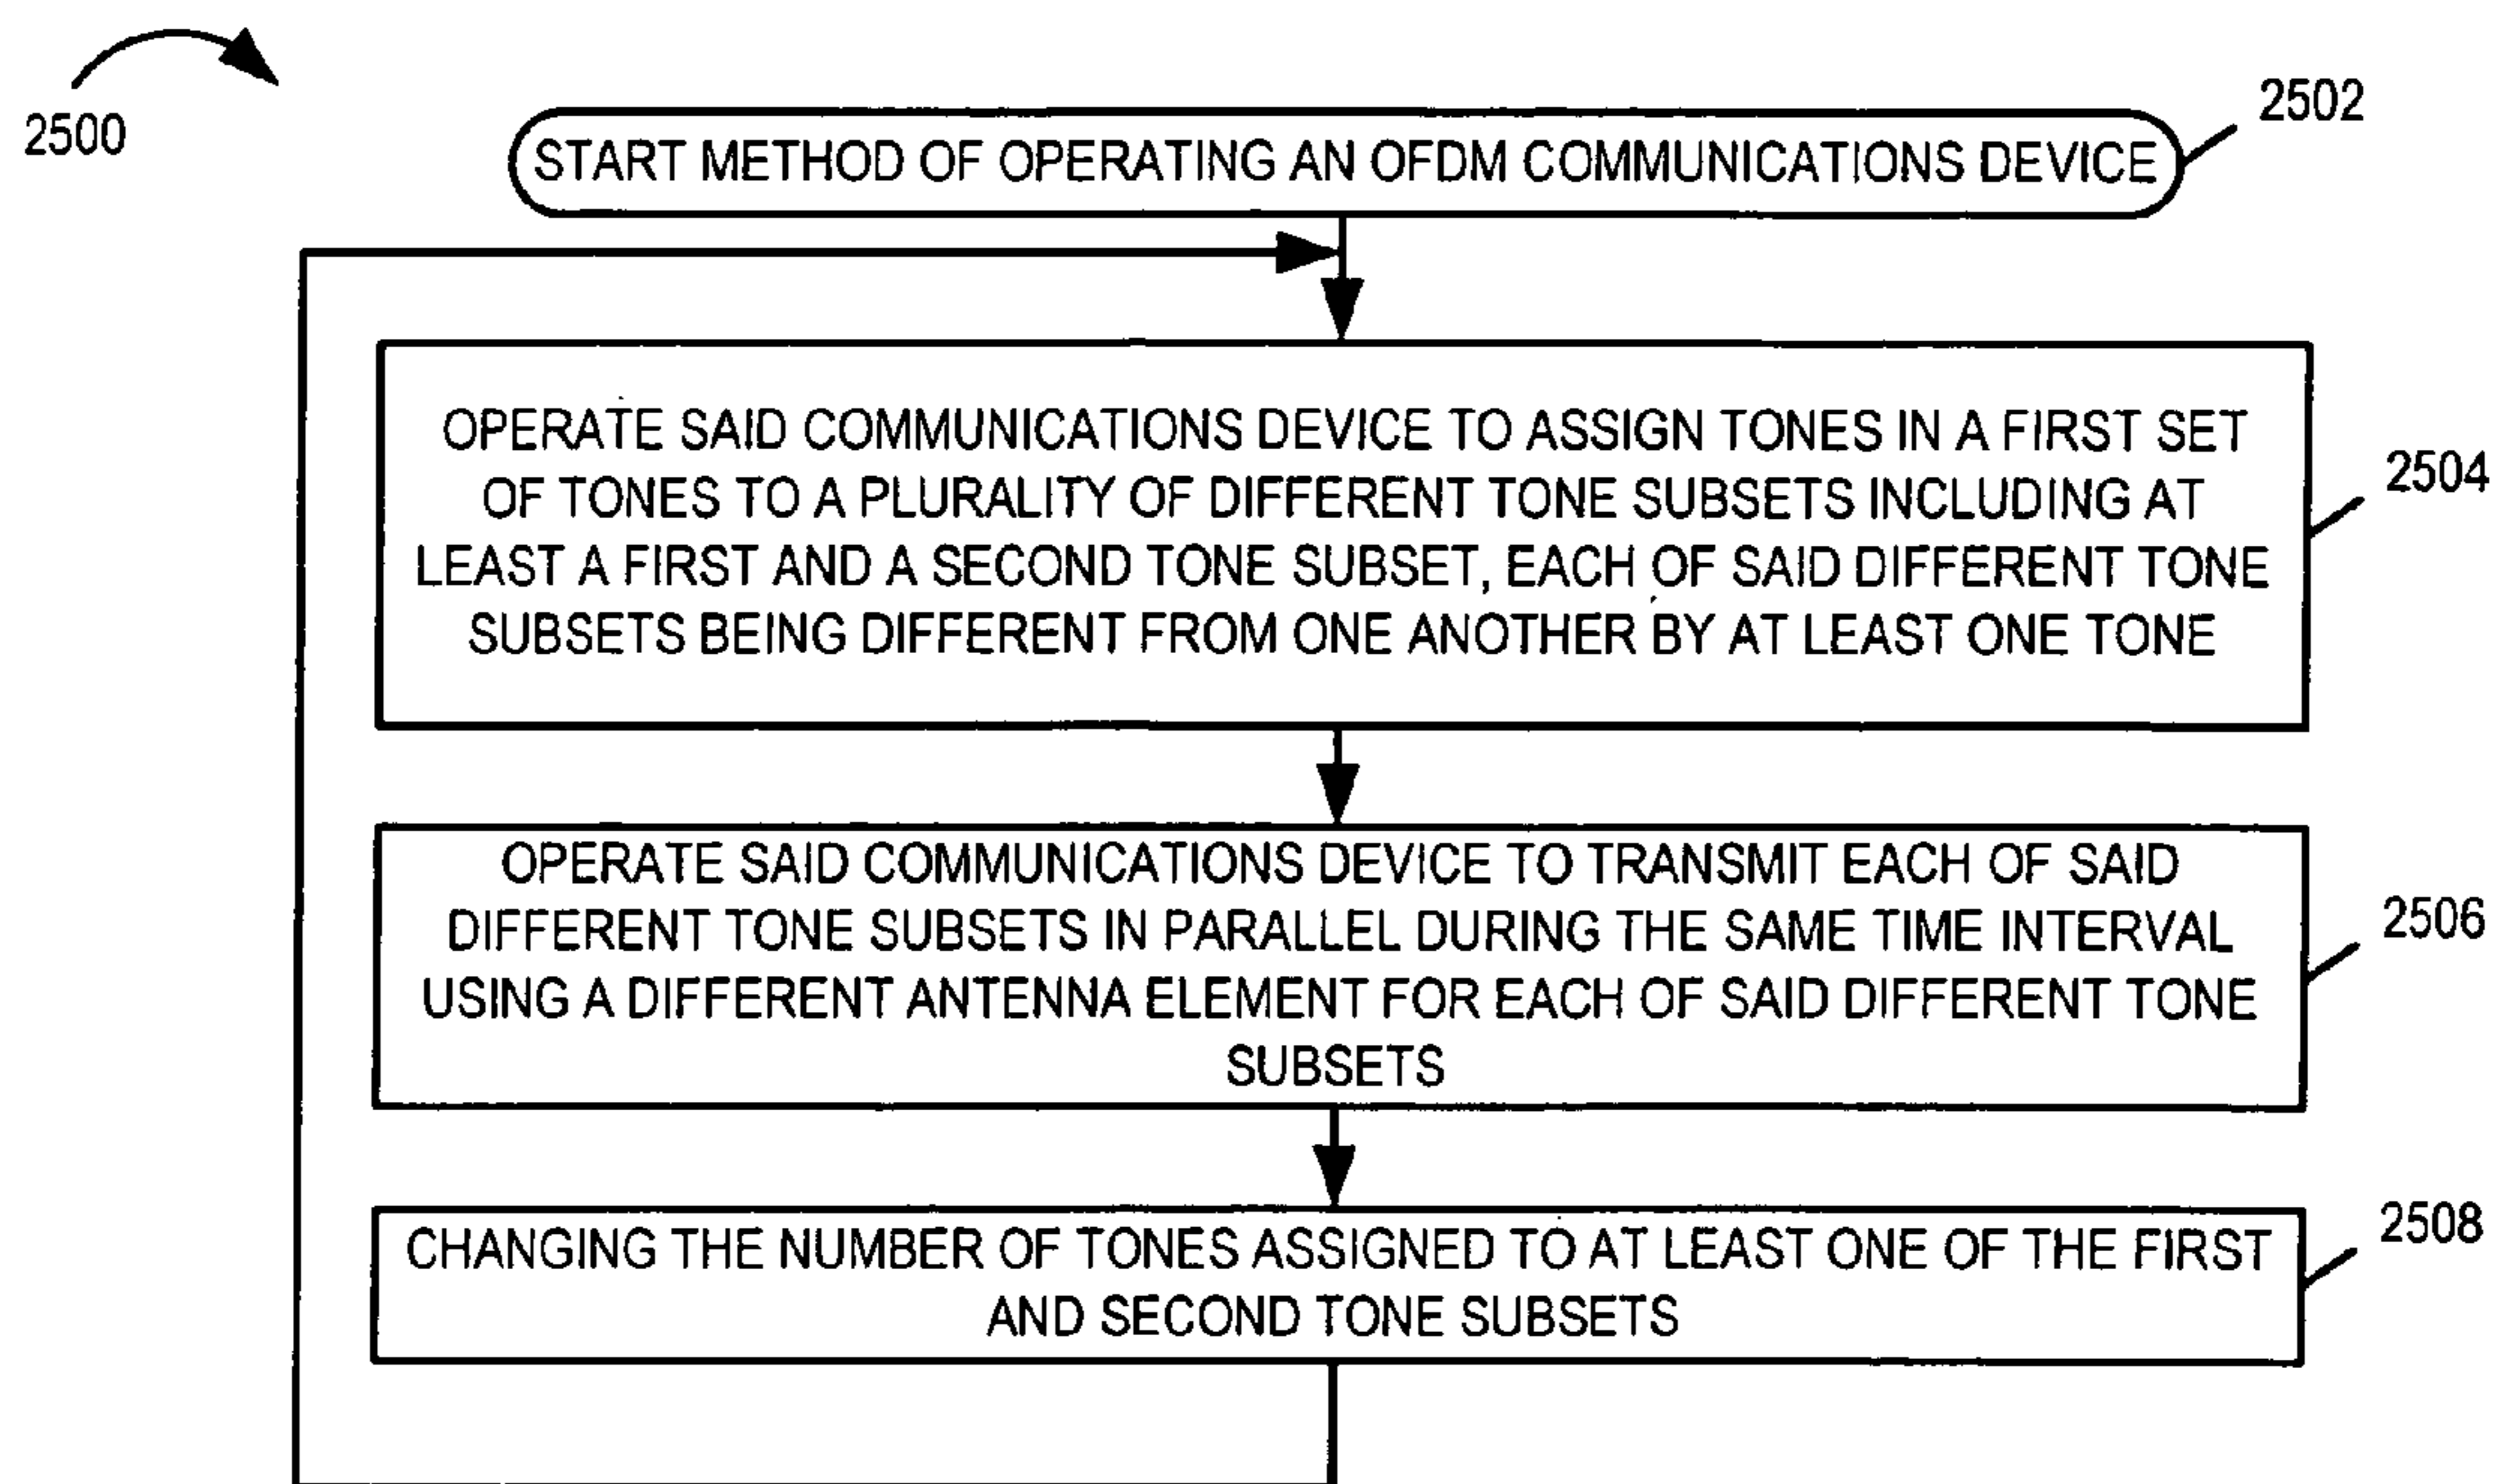 2500
2502
START METHOD OF OPERATING AN OFDM COMMUNICATIONS DEVICE
OPERATE SAID COMMUNICATIONS DEVICE TO ASSIGN TONES IN A FIRST SET
OF TONES TO A PLURALITY OF DIFFERENT TONE SUBSETS INCLUDING AT
LEAST A FIRST AND A SECOND TONE SUBSET, EACH OF SAID DIFFERENT TONE
SUBSETS BEING DIFFERENT FROM ONE ANOTHER BY AT LEAST ONE TONE
2504
OPERATE SAID COMMUNICATIONS DEVICE TO TRANSMIT EACH OF SAID
DIFFERENT TONE SUBSETS IN PARALLEL DURING THE SAME TIME INTERVAL
USING A DIFFERENT ANTENNA ELEMENT FOR EACH OF SAID DIFFERENT TONE
SUBSETS
2506
CHANGING THE NUMBER OF TONES ASSIGNED TO AT LEAST ONE OF THE FIRST
AND SECOND TONE SUBSETS
2508